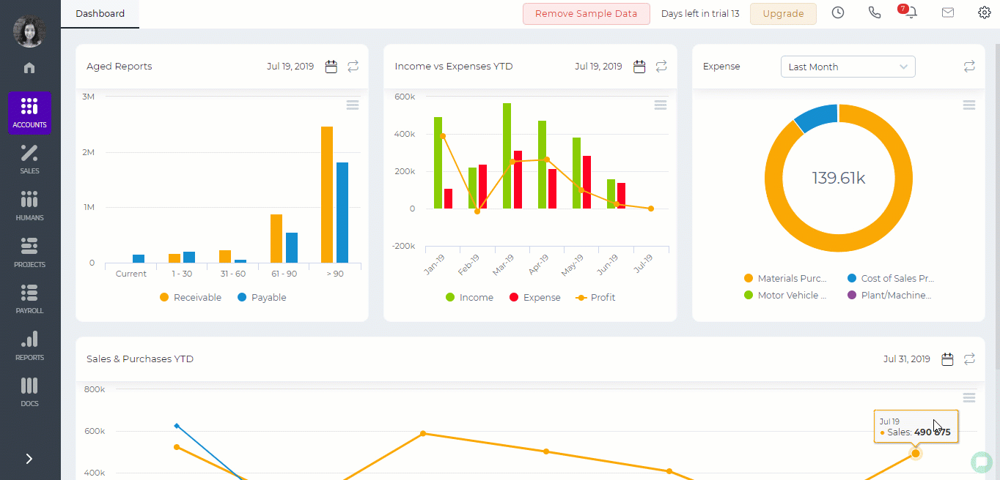 Dashboard
Remove Sample Data
Days left in trial 13
Upgrade
7
ACCOUNTS
SALES
HUMANS
PROJECTS
PAYROLL
REPORTS
DOCS
Aged Reports
Jul 19, 2019
3M
2M
1M
0
Current
1 - 30
31 - 60
61 - 90
> 90
Receivable
Payable
Income vs Expenses YTD
Jul 19, 2019
600k
400k
200k
0
-200k
Jan-19
Feb-19
Mar-19
Apr-19
May-19
Jun-19
Jul-19
Income
Expense
Profit
Expense
Last Month
139.61k
Materials Purc...
Cost of Sales Pr...
Motor Vehicle ...
Plant/Machine...
Sales & Purchases YTD
Jul 31, 2019
800k
600k
400k
Jul 19
Sales: 490 875